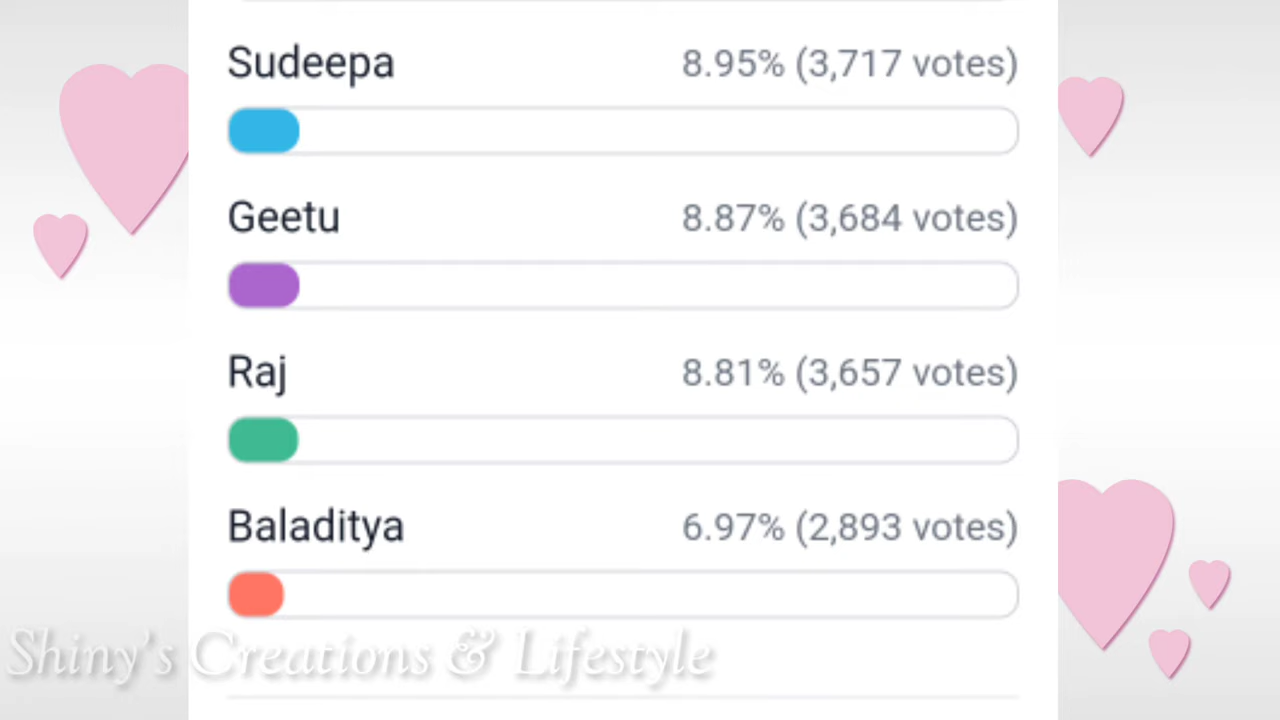 Sudeepa 8.95% (3,717 votes)
Geetu 8.87% (3,684 votes)
Raj 8.81% (3,657 votes)
Baladitya 6.97% (2,893 votes)
Shiny's Creations & Lifestyle